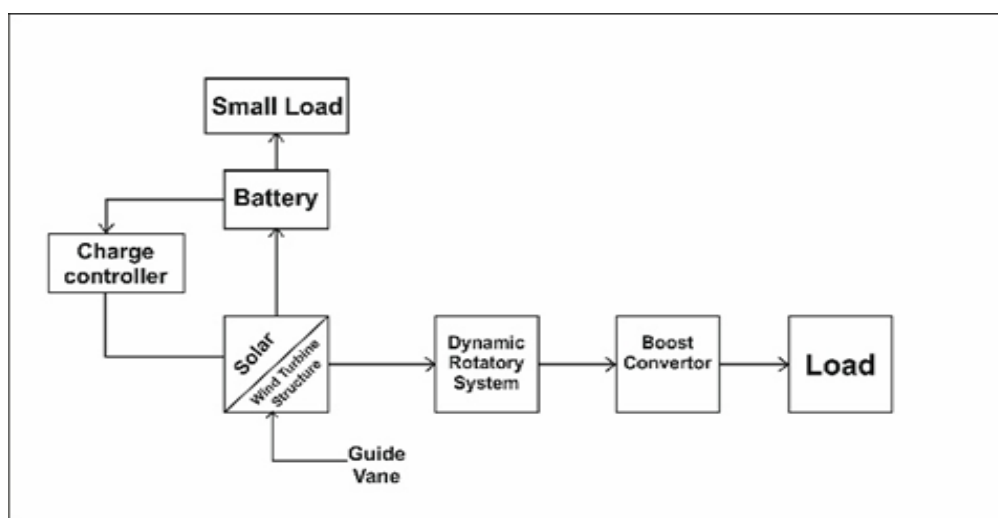 Small Load
Battery
Charge
controller
Solar
Wind Turbine
Structure
Dynamic
Rotatory
System
Boost
Convertor
Load
Guide
Vane